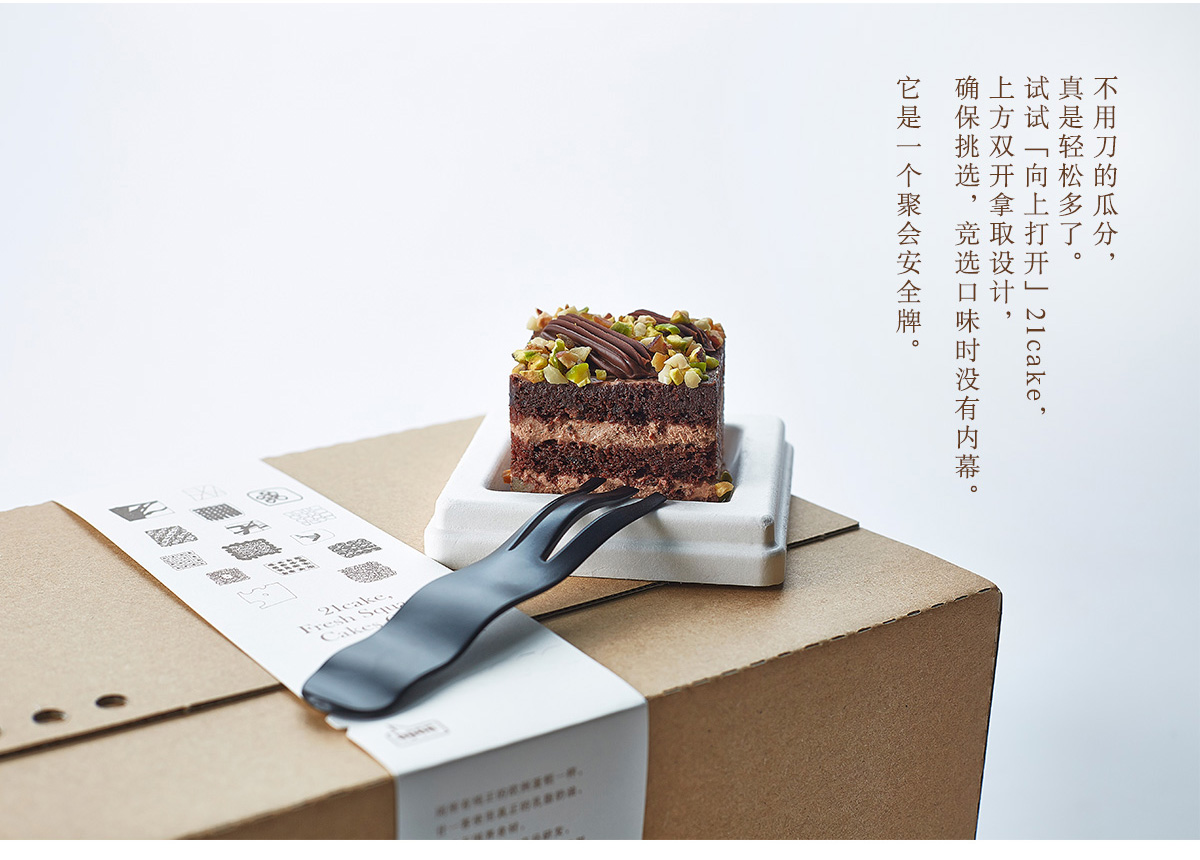 不用刀的瓜分，
真是轻松多了。
试试「向上打开」21cake，
上方双开拿取设计，
确保挑选，竞选口味时没有内幕。
它是一个聚会安全牌。
21cake,
Fresh Squ
Cakes